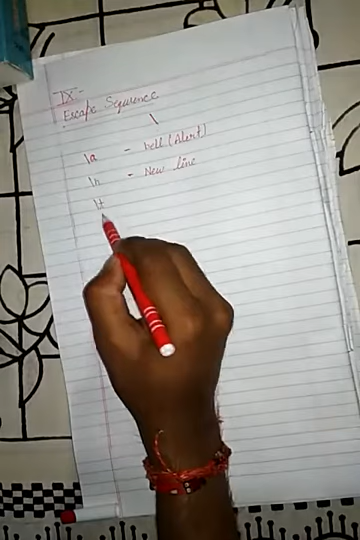 IX-
Escape Sequence
\
\a - bell (Alert)
\n - New line
\t